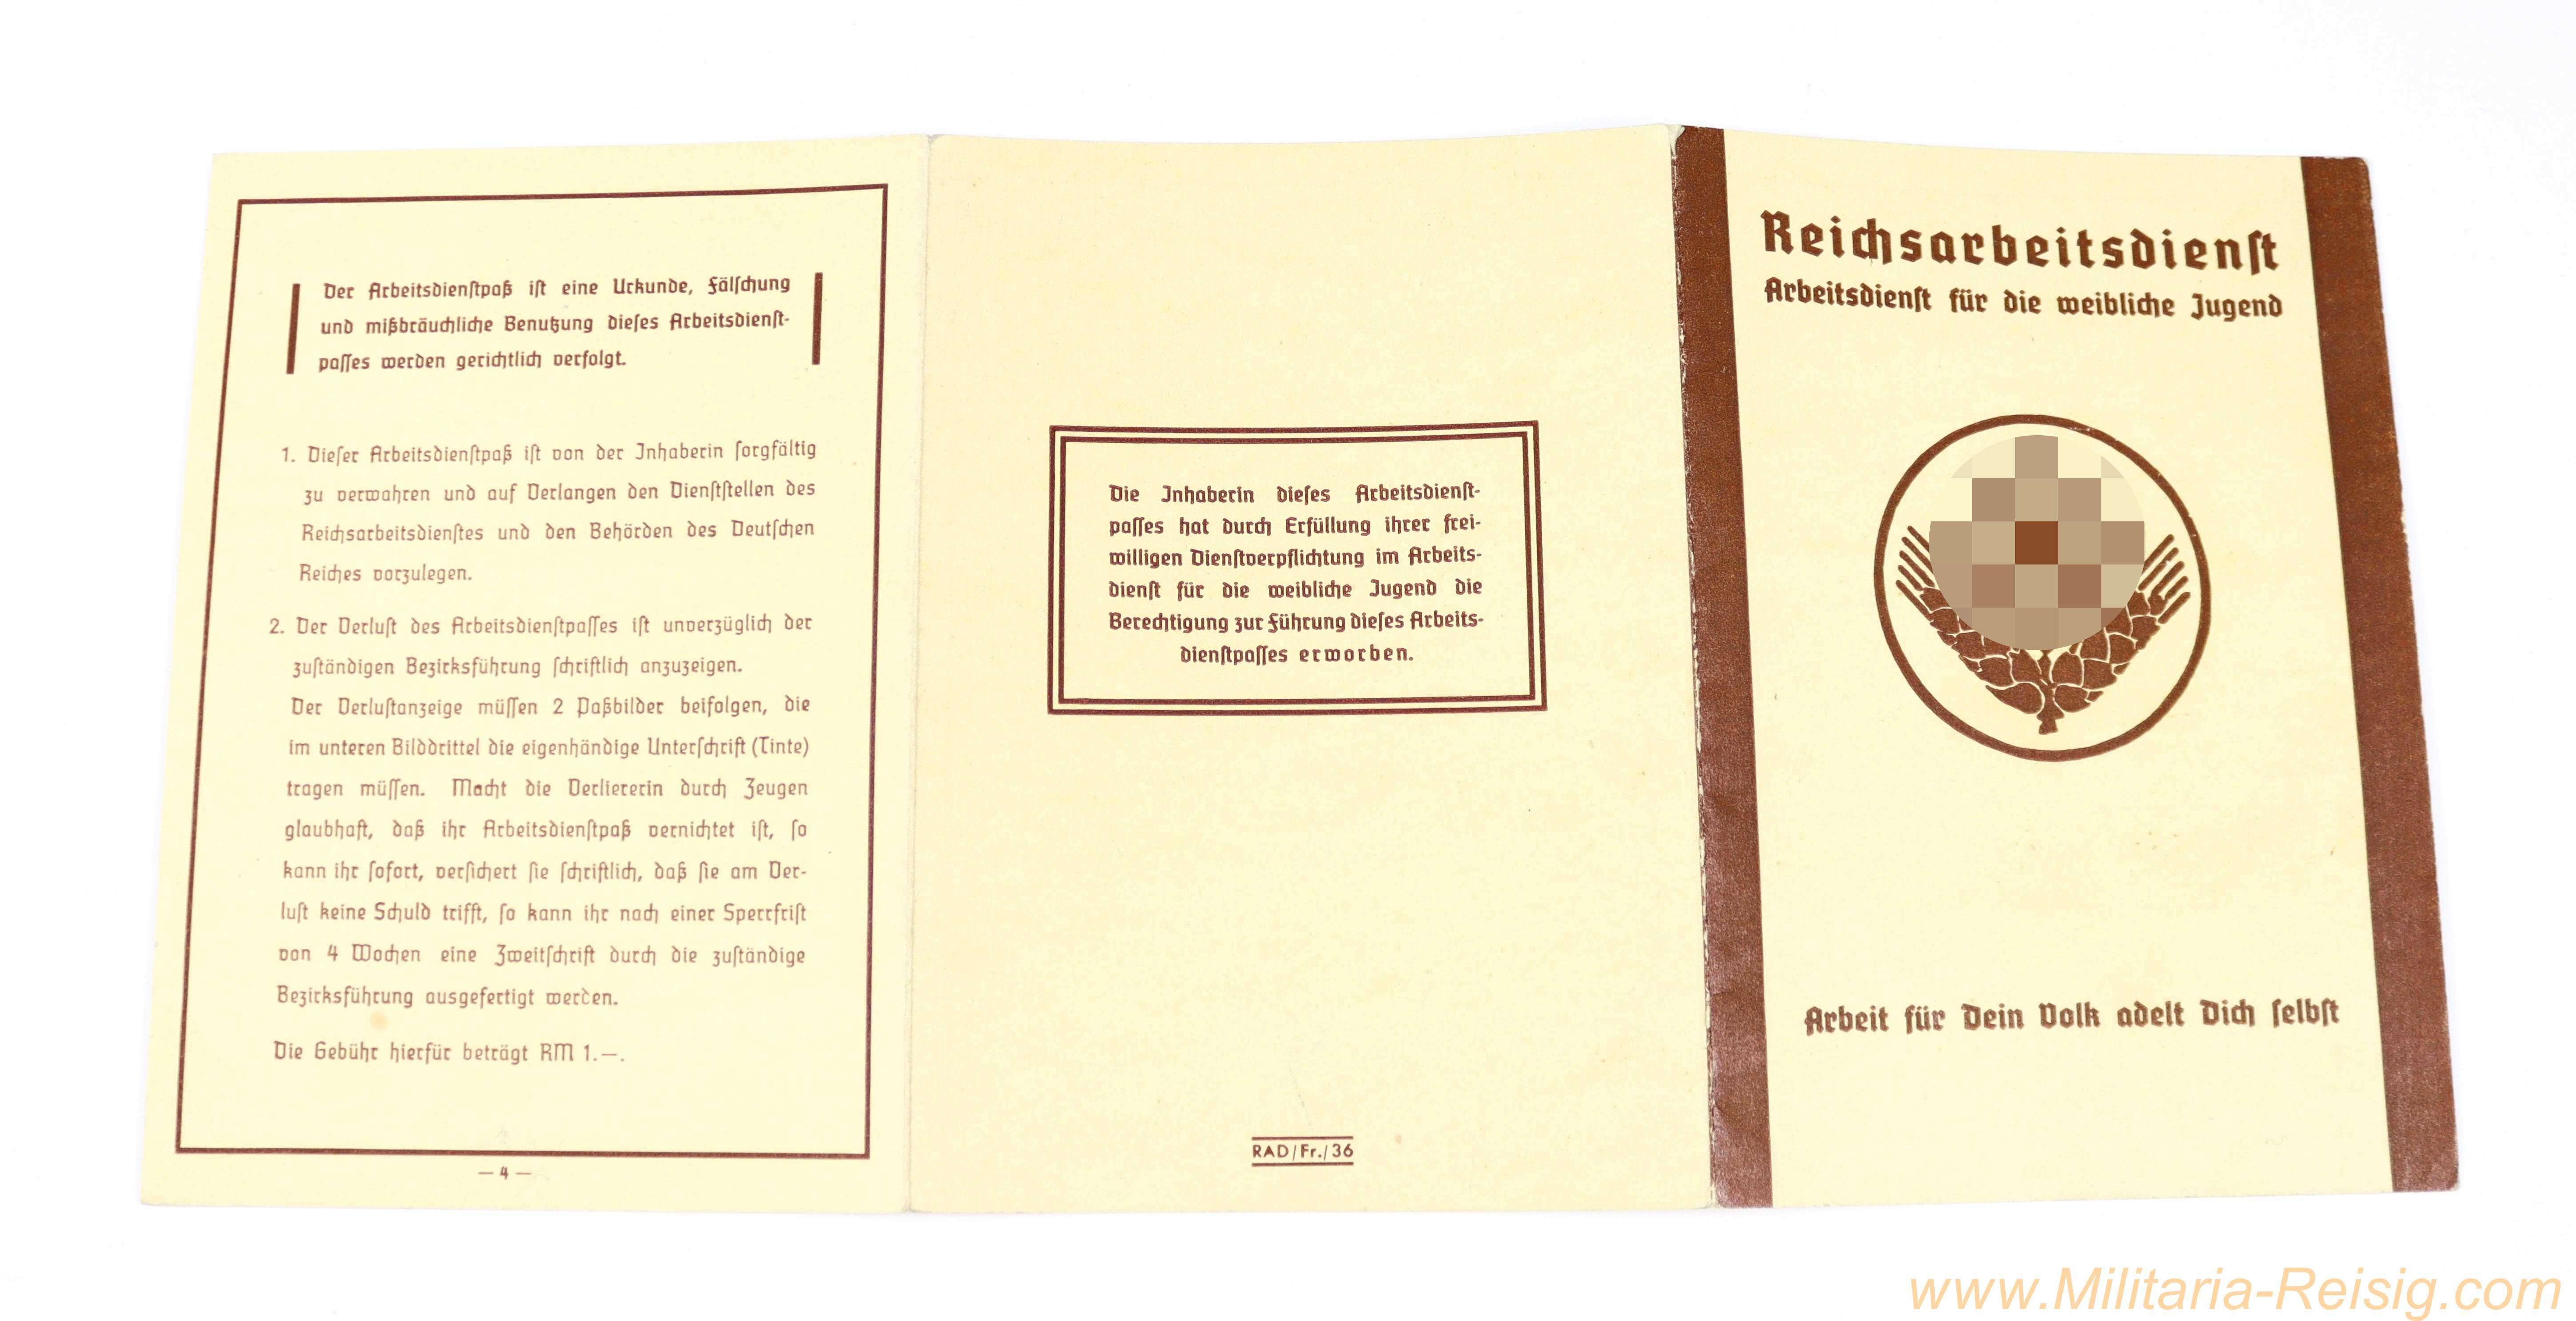 Der Arbeitsdienstpaß ist eine Urkunde, Fälschung
und mißbräuchliche Benutzung dieses Arbeitsdienst-
passes werden gerichtlich verfolgt.
1. Dieser Arbeitsdienstpaß ist von der Inhaberin sorgfältig
zu verwahren und auf Verlangen den Dienststellen des
Reichsarbeitsdienstes und den Behörden des Deutschen
Reiches vorzulegen.
2. Der Verlust des Arbeitsdienstpasses ist unverzüglich der
zuständigen Bezirksführung schriftlich anzuzeigen.
Der Verlustanzeige müssen 2 Paßbilder beifolgen, die
im unteren Bilddrittel die eigenhändige Unterschrift (Tinte)
tragen müssen. Macht die Verliererin durch Zeugen
glaubhaft, daß ihr Arbeitsdienstpaß vernichtet ist, so
kann ihr sofort, versichert sie schriftlich, daß sie am Ver-
lust keine Schuld trifft, so kann ihr nach einer Sperrfrist
von 4 Wochen eine Zweitschrift durch die zuständige
Bezirksführung ausgefertigt werden.
Die Gebühr hierfür beträgt RM 1.—.
— 4 —
Die Inhaberin dieses Arbeitsdienst-
passes hat durch Erfüllung ihrer frei-
willigen Dienstverpflichtung im Arbeits-
dienst für die weibliche Jugend die
Berechtigung zur Führung dieses Arbeits-
dienstpasses erworben.
RAD/Fr./36
Reichsarbeitsdienst
Arbeitsdienst für die weibliche Jugend
Arbeit für Dein Volk adelt Dich selbst
www.Militaria-Reisig.com